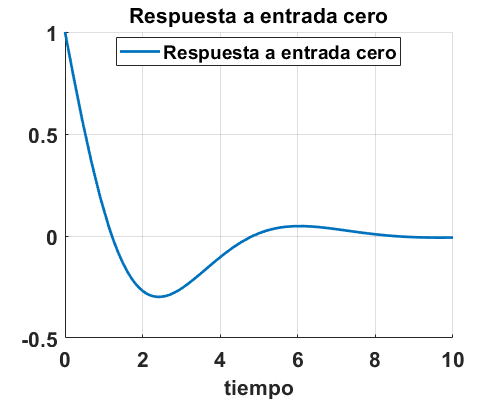 Respuesta a entrada cero
Respuesta a entrada cero
1
0.5
0
-0.5
0 2 4 6 8 10
tiempo